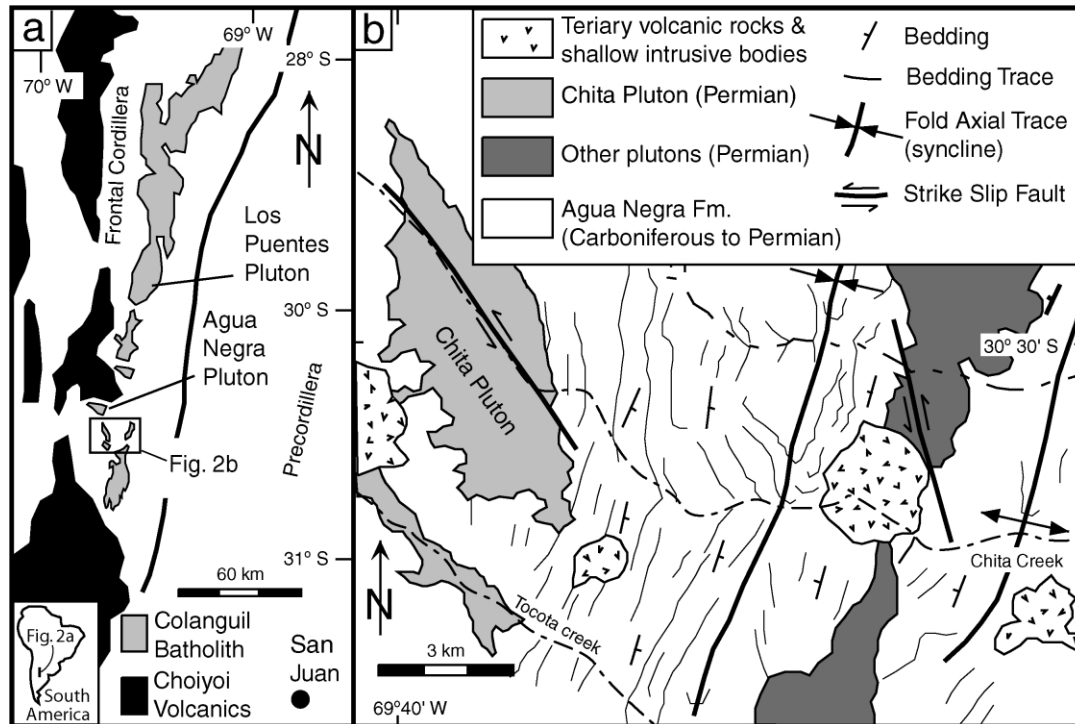 a
70° W
69° W
28° S
N
Frontal Cordillera
Los
Puentes
Pluton
30° S
Agua
Negra
Pluton
Precordillera
Fig. 2b
31° S
60 km
Colanguil
Batholith
Choiyoi
Volcanics
San
Juan
Fig. 2a
South
America
b
Teriary volcanic rocks &
shallow intrusive bodies
Chita Pluton (Permian)
Other plutons (Permian)
Agua Negra Fm.
(Carboniferous to Permian)
Bedding
Bedding Trace
Fold Axial Trace
(syncline)
Strike Slip Fault
30° 30' S
Chita Pluton
Chita Creek
N
Tocota creek
3 km
69° 40' W